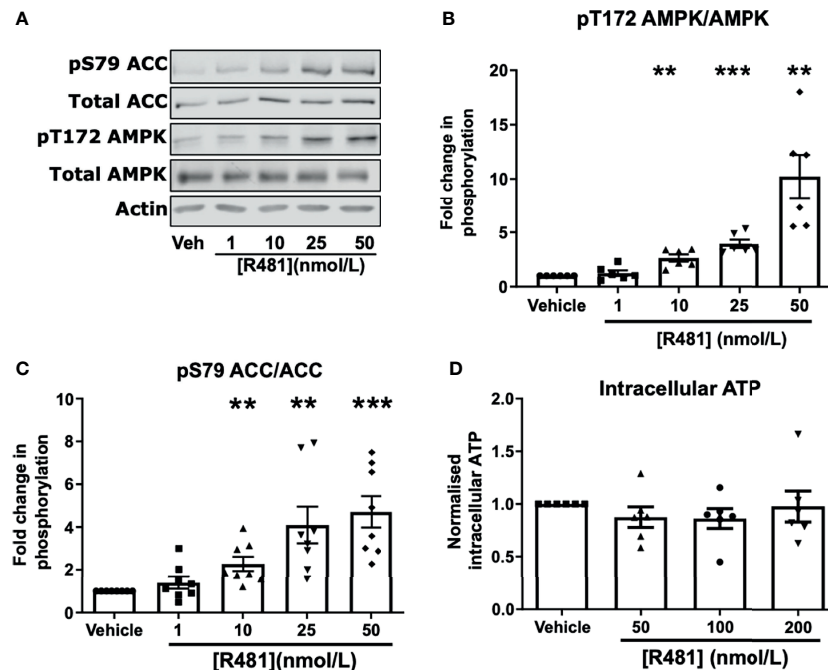 A
pS79 ACC
Total ACC
pT172 AMPK
Total AMPK
Actin
Veh 1 10 25 50
[R481](nmol/L)
B
pT172 AMPK/AMPK
** *** **
Fold change in
phosphorylation
20
15
10
5
0
Vehicle 1 10 25 50
[R481] (nmol/L)
C
pS79 ACC/ACC
** ** ***
Fold change in
phosphorylation
10
8
6
4
2
0
Vehicle 1 10 25 50
[R481](nmol/L)
D
Intracellular ATP
Normalised
intracellular ATP
2.0
1.5
1.0
0.5
0.0
Vehicle 50 100 200
[R481] (nmol/L)